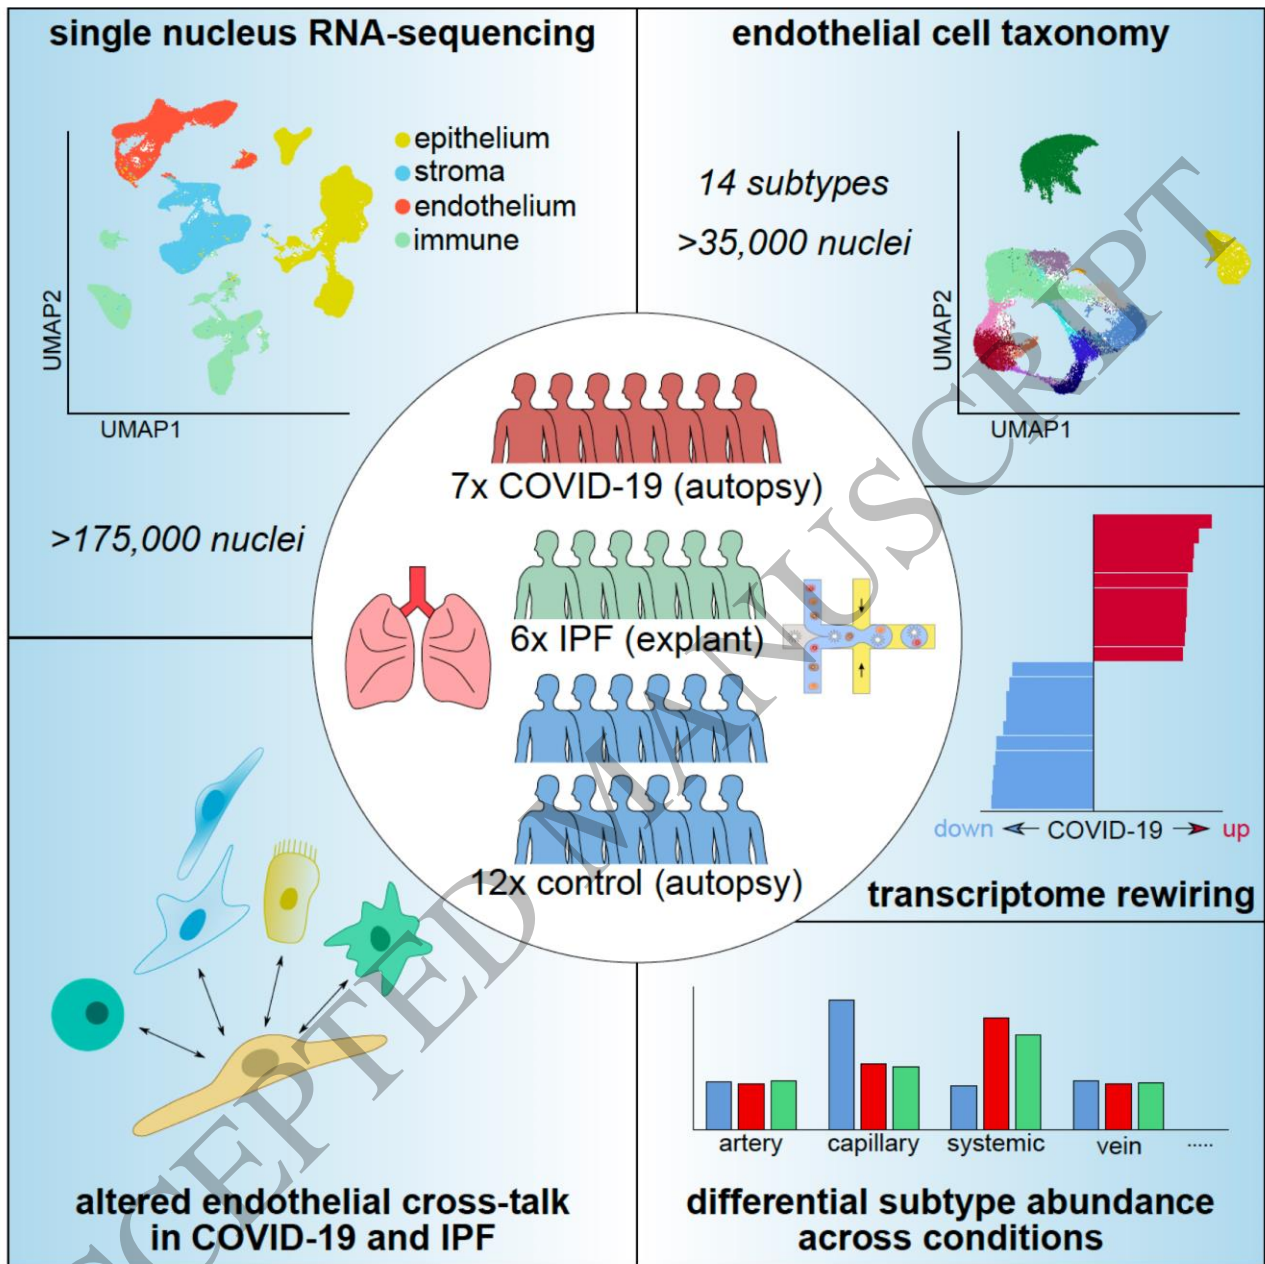 single nucleus RNA-sequencing
epithelium
stroma
endothelium
immune
UMAP2
UMAP1
>175,000 nuclei
endothelial cell taxonomy
14 subtypes
>35,000 nuclei
UMAP2
UMAP1
7x COVID-19 (autopsy)
6x IPF (explant)
12x control (autopsy)
down COVID-19 up
transcriptome rewiring
altered endothelial cross-talk
in COVID-19 and IPF
artery capillary systemic vein .....
differential subtype abundance
across conditions
CEPTED MANUSCRIPT